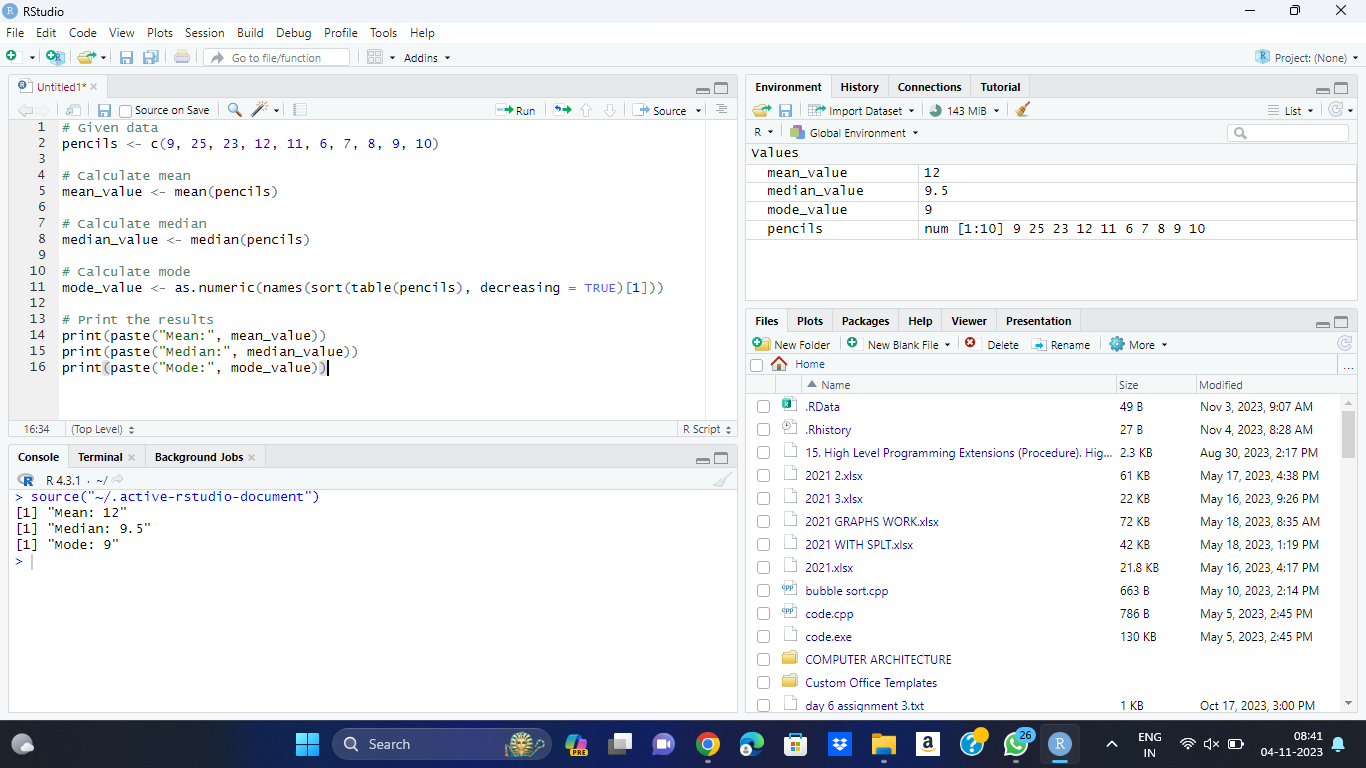 RStudio
File Edit Code View Plots Session Build Debug Profile Tools Help
Go to file/function Addins Project: (None)
Untitled1*
Source on Save Run Source
1 # Given data
2 pencils <- c(9, 25, 23, 12, 11, 6, 7, 8, 9, 10)
3
4 # Calculate mean
5 mean_value <- mean(pencils)
6
7 # Calculate median
8 median_value <- median(pencils)
9
10 # Calculate mode
11 mode_value <- as.numeric(names(sort(table(pencils), decreasing = TRUE)[1]))
12
13 # Print the results
14 print(paste("Mean:", mean_value))
15 print(paste("Median:", median_value))
16 print(paste("Mode:", mode_value))
16:34 (Top Level) R Script
Console Terminal Background Jobs
R 4.3.1 · ~/
> source("~/.active-rstudio-document")
[1] "Mean: 12"
[1] "Median: 9.5"
[1] "Mode: 9"
>
Environment History Connections Tutorial
Import Dataset 143 MiB List
R Global Environment
Values
mean_value 12
median_value 9.5
mode_value 9
pencils num [1:10] 9 25 23 12 11 6 7 8 9 10
Files Plots Packages Help Viewer Presentation
New Folder New Blank File Delete Rename More
Home ...
Name Size Modified
.RData 49 B Nov 3, 2023, 9:07 AM
.Rhistory 27 B Nov 4, 2023, 8:28 AM
15. High Level Programming Extensions (Procedure). Hig... 2.3 KB Aug 30, 2023, 2:17 PM
2021 2.xlsx 61 KB May 17, 2023, 4:38 PM
2021 3.xlsx 22 KB May 16, 2023, 9:26 PM
2021 GRAPHS WORK.xlsx 72 KB May 18, 2023, 8:35 AM
2021 WITH SPLT.xlsx 42 KB May 18, 2023, 1:19 PM
2021.xlsx 21.8 KB May 16, 2023, 4:17 PM
bubble sort.cpp 663 B May 10, 2023, 2:14 PM
code.cpp 786 B May 5, 2023, 2:45 PM
code.exe 130 KB May 5, 2023, 2:45 PM
COMPUTER ARCHITECTURE
Custom Office Templates
day 6 assignment 3.txt 1 KB Oct 17, 2023, 3:00 PM
Search PRE a 26 R ENG 08:41
IN 04-11-2023